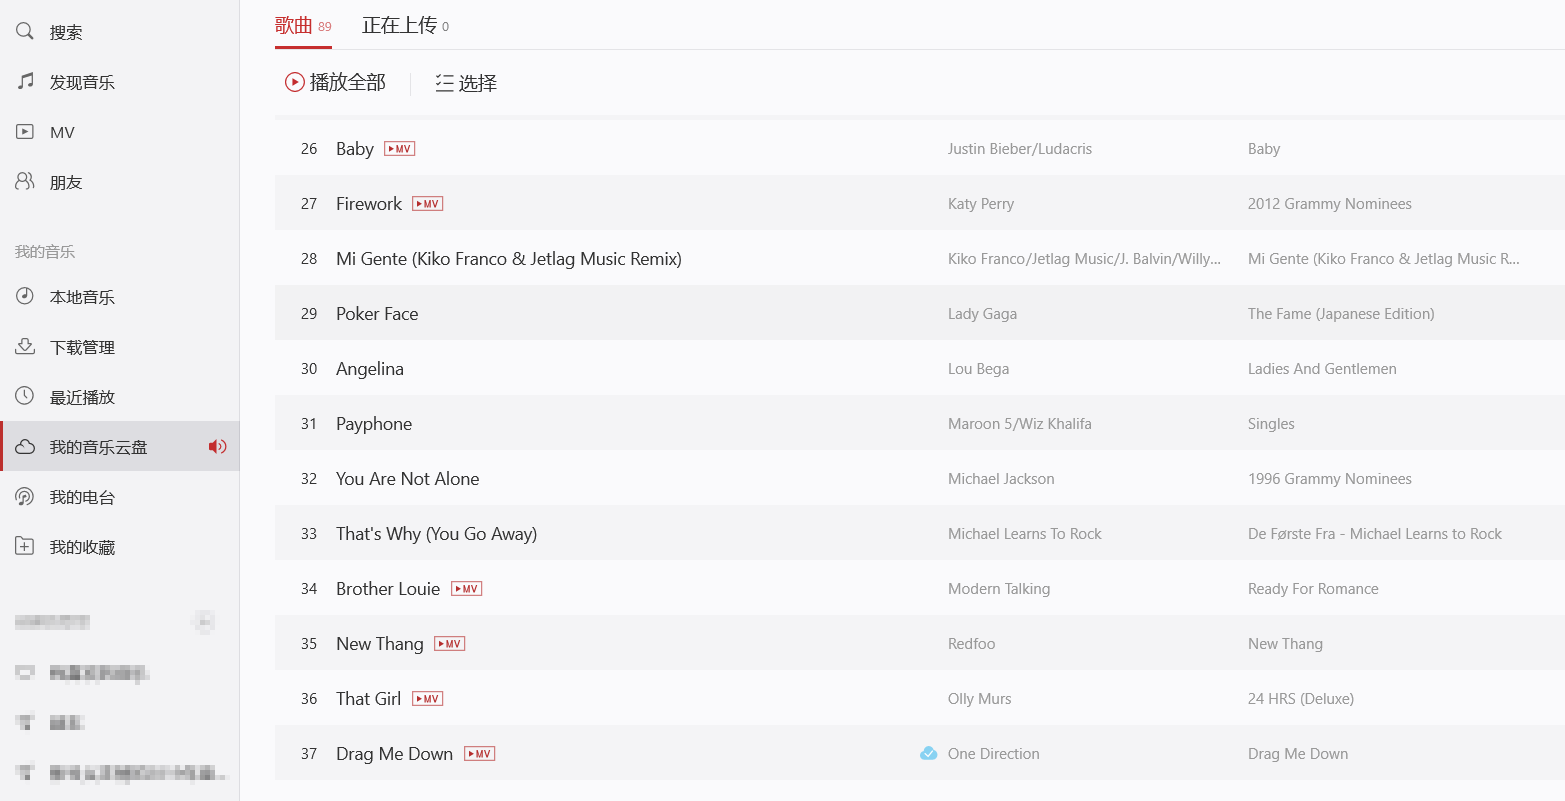 搜索
发现音乐
MV
朋友
我的音乐
本地音乐
下载管理
最近播放
我的音乐云盘
我的电台
我的收藏
歌曲 89 正在上传 0
播放全部 选择
26 Baby MV Justin Bieber/Ludacris Baby
27 Firework MV Katy Perry 2012 Grammy Nominees
28 Mi Gente (Kiko Franco & Jetlag Music Remix) Kiko Franco/Jetlag Music/J. Balvin/Willy... Mi Gente (Kiko Franco & Jetlag Music R...
29 Poker Face Lady Gaga The Fame (Japanese Edition)
30 Angelina Lou Bega Ladies And Gentlemen
31 Payphone Maroon 5/Wiz Khalifa Singles
32 You Are Not Alone Michael Jackson 1996 Grammy Nominees
33 That's Why (You Go Away) Michael Learns To Rock De Første Fra - Michael Learns to Rock
34 Brother Louie MV Modern Talking Ready For Romance
35 New Thang MV Redfoo New Thang
36 That Girl MV Olly Murs 24 HRS (Deluxe)
37 Drag Me Down MV One Direction Drag Me Down